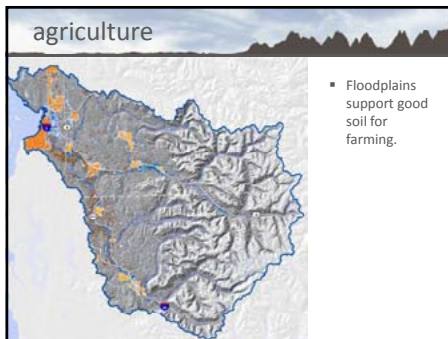 agriculture
▪ Floodplains
support good
soil for
farming.